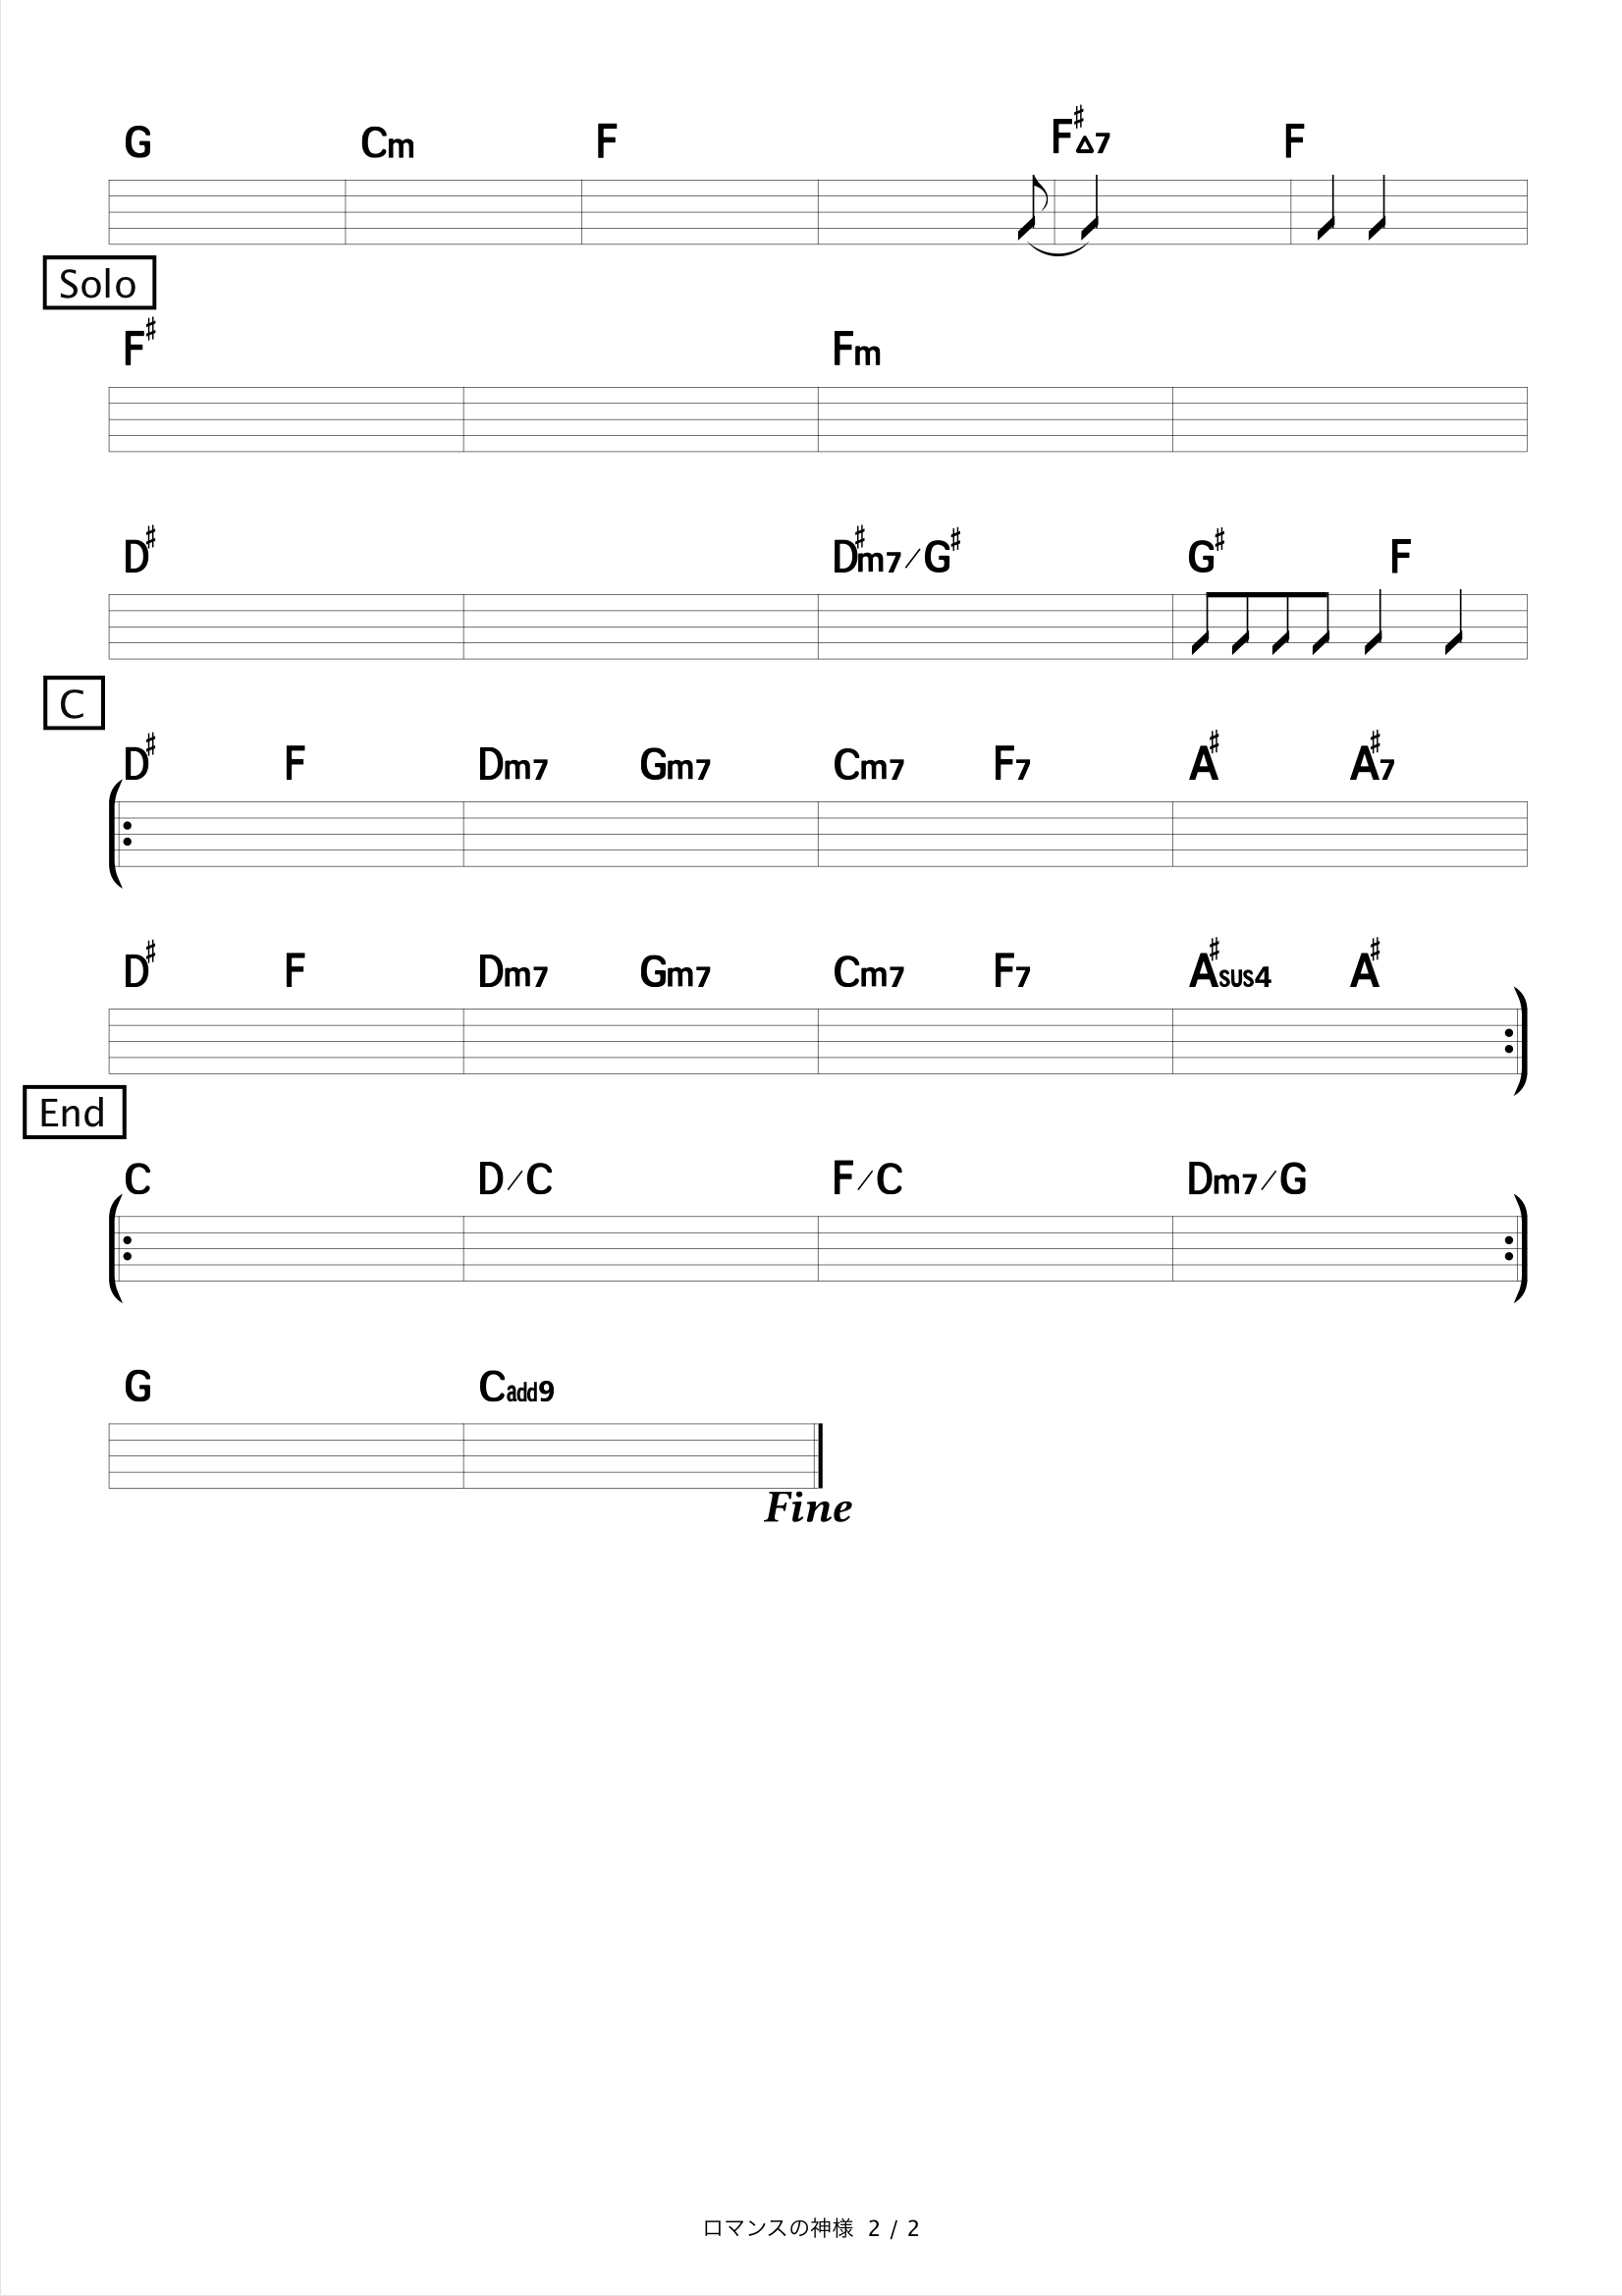 G Cm F F♯△7 F
Solo
F♯ Fm
D♯ D♯m7/G♯ G♯ F
C
D♯ F Dm7 Gm7 Cm7 F7 A♯ A♯7
D♯ F Dm7 Gm7 Cm7 F7 A♯sus4 A♯
End
C D/C F/C Dm7/G
G Cadd9
Fine
ロマンスの神様 2 / 2